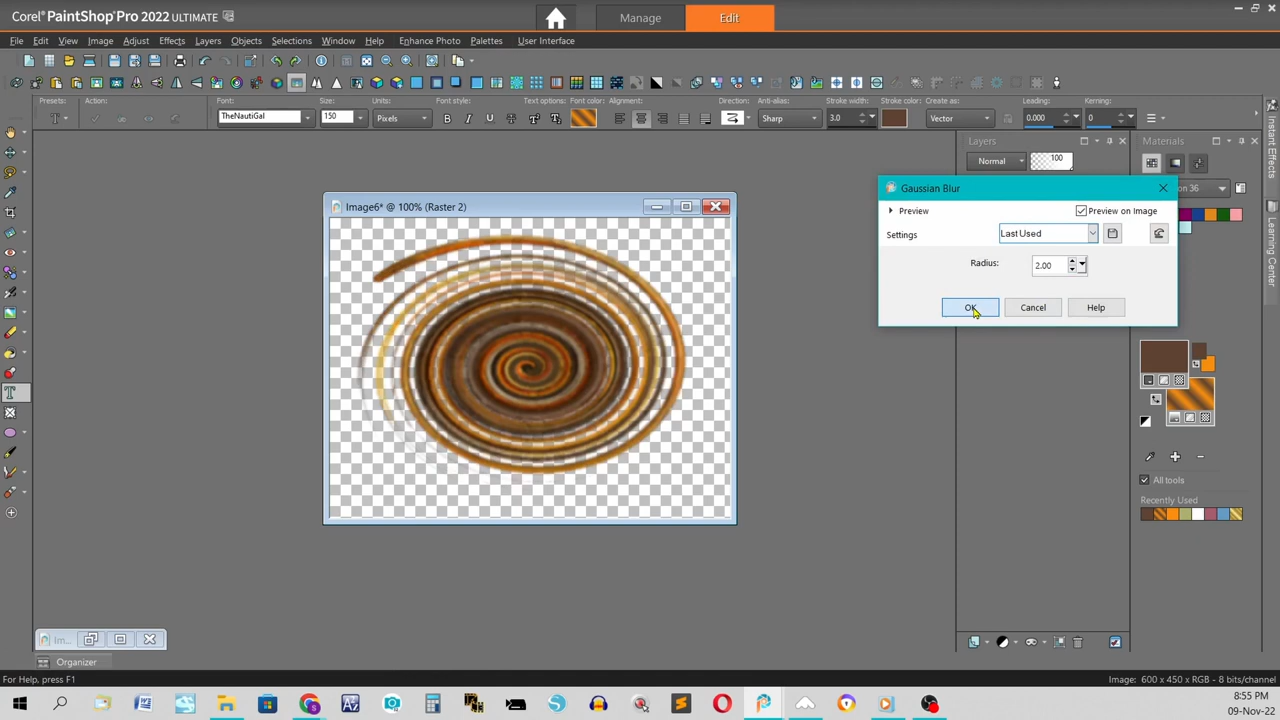 Corel PaintShop Pro 2022 ULTIMATE
Manage
Edit
File Edit View Image Adjust Effects Layers Objects Selections Window Help Enhance Photo Palettes User Interface
Presets: Action: Font: Size: Units: Font style: Text options: Font color: Alignment: Direction: Anti-alias: Stroke width: Stroke color: Create as: Leading: Kerning:
TheNautiGal 150 Pixels B I U Sharp 3.0 Vector 0.000 0
Layers
Materials
Normal 100
Instant Effects
Learning Center
Image6* @ 100% (Raster 2)
Gaussian Blur
Preview Preview on Image
Settings Last Used
Radius: 2.00
OK Cancel Help
All tools
Recently Used
Im...
Organizer
For Help, press F1
Image: 600 x 450 x RGB - 8 bits/channel
8:55 PM
09-Nov-22